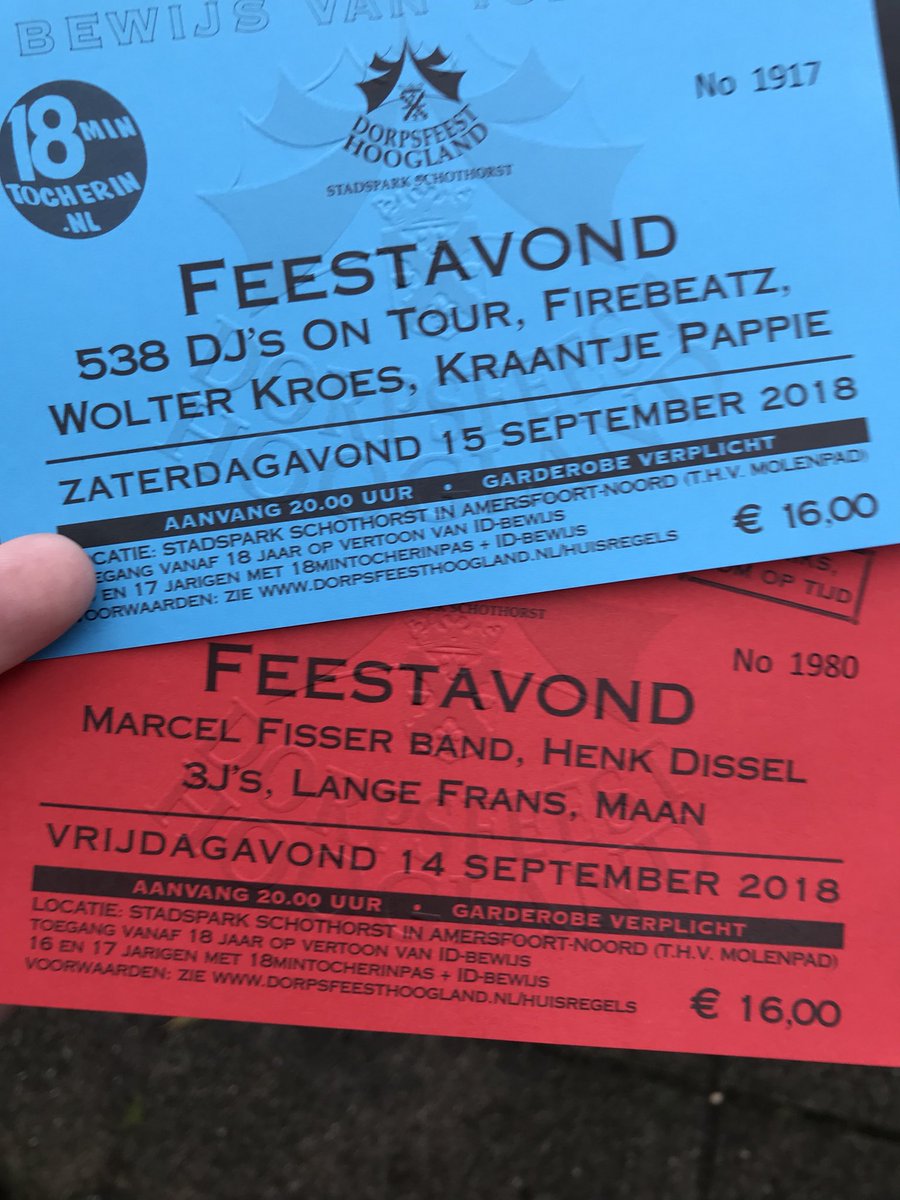 BEWIJS VAN
No 1917
18 MIN
TOCHERIN
.NL
DORPSFEEST
HOOGLAND
STADSPARK SCHOTHORST
FEESTAVOND
538 DJ'S ON TOUR, FIREBEATZ,
WOLTER KROES, KRAANTJE PAPPIE
ZATERDAGAVOND 15 SEPTEMBER 2018
AANVANG 20.00 UUR • GARDEROBE VERPLICHT
CATIE: STADSPARK SCHOTHORST IN AMERSFOORT-NOORD (T.H.V. MOLENPAD)
EGANG VANAF 18 JAAR OP VERTOON VAN ID-BEWIJS
EN 17 JARIGEN MET 18MINTOCHERINPAS + ID-BEWIJS
OORWAARDEN: ZIE WWW.DORPSFEESTHOOGLAND.NL/HUISREGELS
€ 16,00
OP TIJD
SCHOTHORST
No 1980
FEESTAVOND
MARCEL FISSER BAND, HENK DISSEL
3J'S, LANGE FRANS, MAAN
VRIJDAGAVOND 14 SEPTEMBER 2018
AANVANG 20.00 UUR • GARDEROBE VERPLICHT
LOCATIE: STADSPARK SCHOTHORST IN AMERSFOORT-NOORD (T.H.V. MOLENPAD)
TOEGANG VANAF 18 JAAR OP VERTOON VAN ID-BEWIJS
16 EN 17 JARIGEN MET 18MINTOCHERINPAS + ID-BEWIJS
VOORWAARDEN: ZIE WWW.DORPSFEESTHOOGLAND.NL/HUISREGELS
€ 16,00